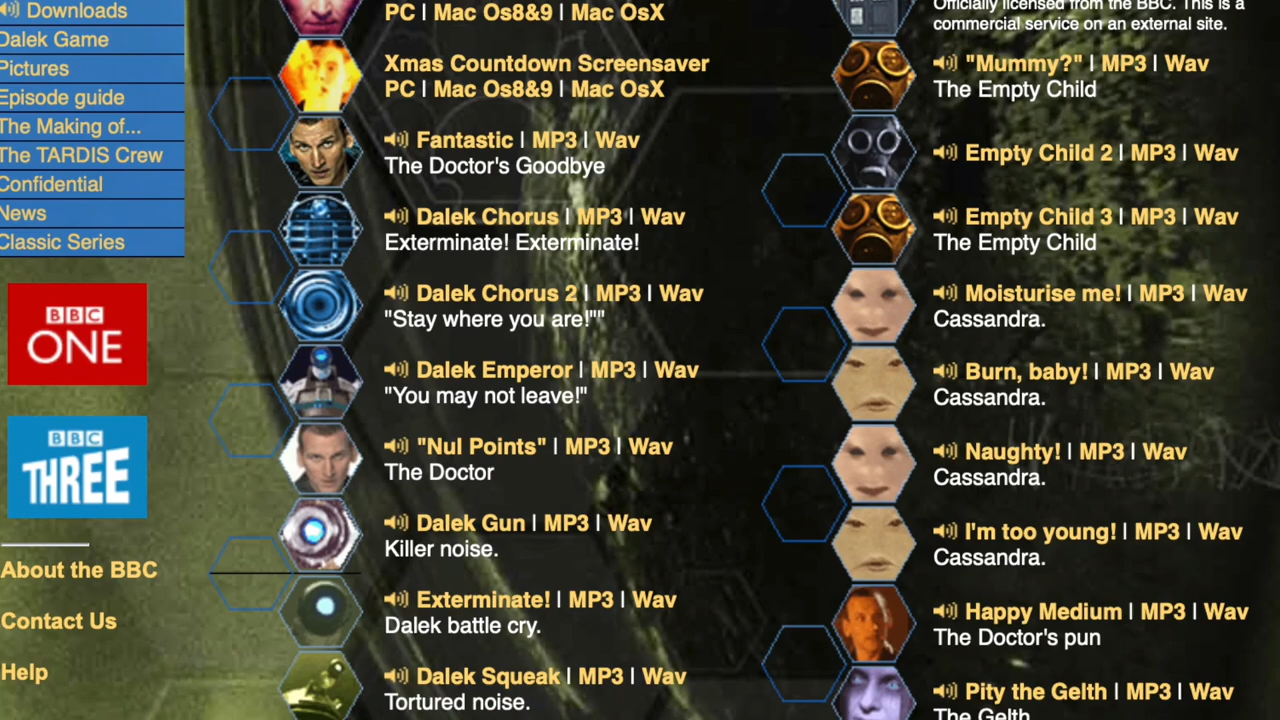 Downloads
Dalek Game
Pictures
Episode guide
The Making of...
The TARDIS Crew
Confidential
News
Classic Series
BBC
ONE
BBC
THREE
About the BBC
Contact Us
Help
PC | Mac Os8&9 | Mac OsX
Xmas Countdown Screensaver
PC | Mac Os8&9 | Mac OsX
Fantastic | MP3 | Wav
The Doctor's Goodbye
Dalek Chorus | MP3 | Wav
Exterminate! Exterminate!
Dalek Chorus 2 | MP3 | Wav
"Stay where you are!""
Dalek Emperor | MP3 | Wav
"You may not leave!"
"Nul Points" | MP3 | Wav
The Doctor
Dalek Gun | MP3 | Wav
Killer noise.
Exterminate! | MP3 | Wav
Dalek battle cry.
Dalek Squeak | MP3 | Wav
Tortured noise.
Officially licensed from the BBC. This is a
commercial service on an external site.
"Mummy?" | MP3 | Wav
The Empty Child
Empty Child 2 | MP3 | Wav
Empty Child 3 | MP3 | Wav
The Empty Child
Moisturise me! | MP3 | Wav
Cassandra.
Burn, baby! | MP3 | Wav
Cassandra.
Naughty! | MP3 | Wav
Cassandra.
I'm too young! | MP3 | Wav
Cassandra.
Happy Medium | MP3 | Wav
The Doctor's pun
Pity the Gelth | MP3 | Wav
The Gelth